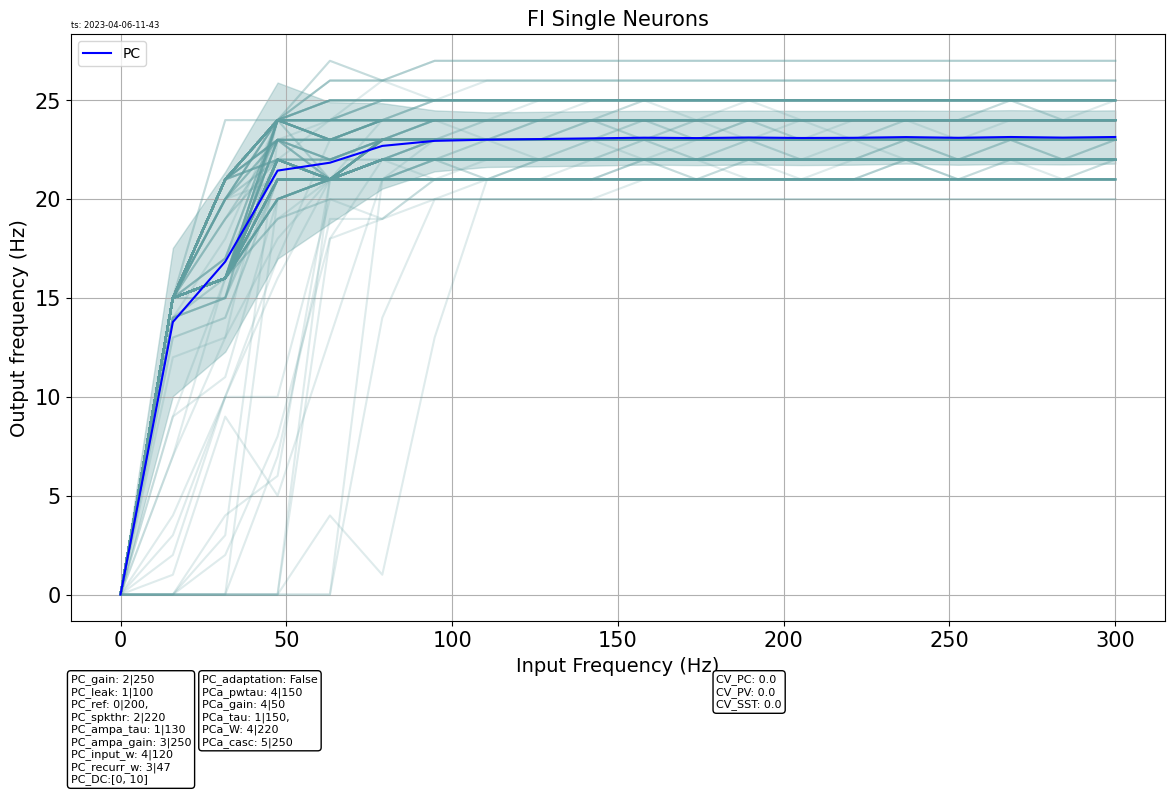 ts: 2023-04-06-11-43
FI Single Neurons
PC
25
20
15
10
5
0
Output frequency (Hz)
0 50 100 150 200 250 300
Input Frequency (Hz)
PC_gain: 2|250
PC_leak: 1|100
PC_ref: 0|200,
PC_spkthr: 2|220
PC_ampa_tau: 1|130
PC_ampa_gain: 3|250
PC_input_w: 4|120
PC_recurr_w: 3|47
PC_DC:[0, 10]
PC_adaptation: False
PCa_pwtau: 4|150
PCa_gain: 4|50
PCa_tau: 1|150,
PCa_W: 4|220
PCa_casc: 5|250
CV_PC: 0.0
CV_PV: 0.0
CV_SST: 0.0